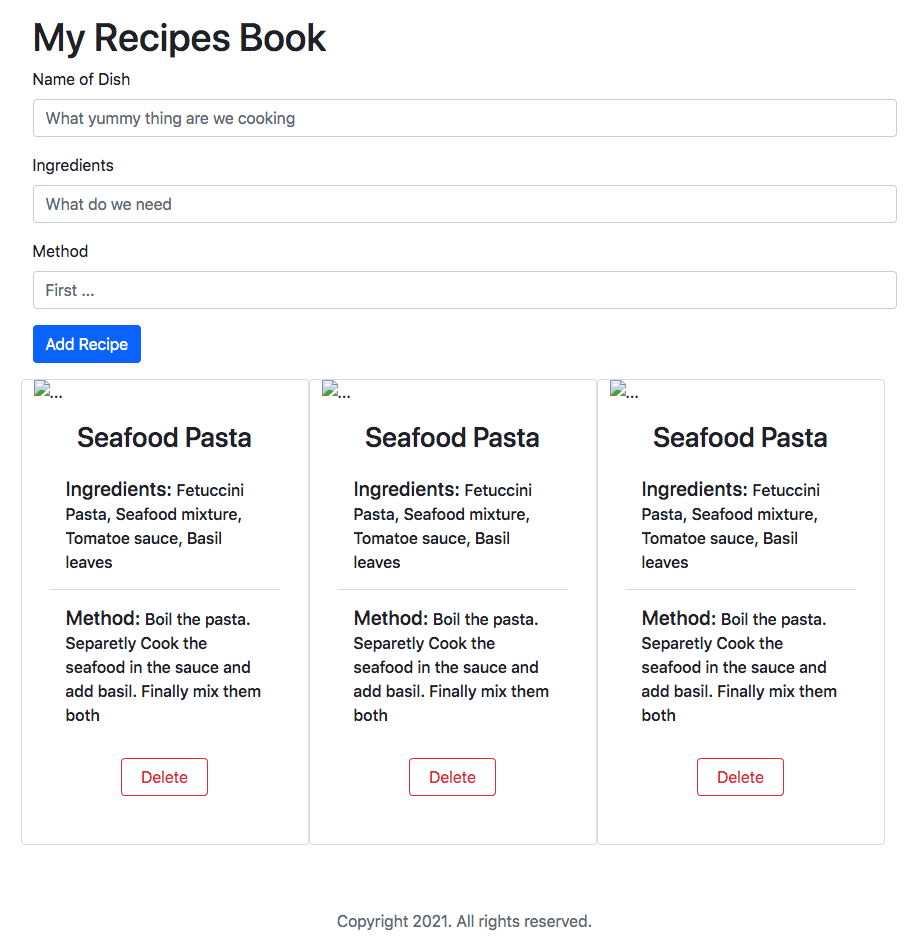 My Recipes Book
Name of Dish
What yummy thing are we cooking
Ingredients
What do we need
Method
First ...
Add Recipe
...
Seafood Pasta
Ingredients: Fetuccini
Pasta, Seafood mixture,
Tomatoe sauce, Basil
leaves
Method: Boil the pasta.
Separetly Cook the
seafood in the sauce and
add basil. Finally mix them
both
Delete
...
Seafood Pasta
Ingredients: Fetuccini
Pasta, Seafood mixture,
Tomatoe sauce, Basil
leaves
Method: Boil the pasta.
Separetly Cook the
seafood in the sauce and
add basil. Finally mix them
both
Delete
...
Seafood Pasta
Ingredients: Fetuccini
Pasta, Seafood mixture,
Tomatoe sauce, Basil
leaves
Method: Boil the pasta.
Separetly Cook the
seafood in the sauce and
add basil. Finally mix them
both
Delete
Copyright 2021. All rights reserved.